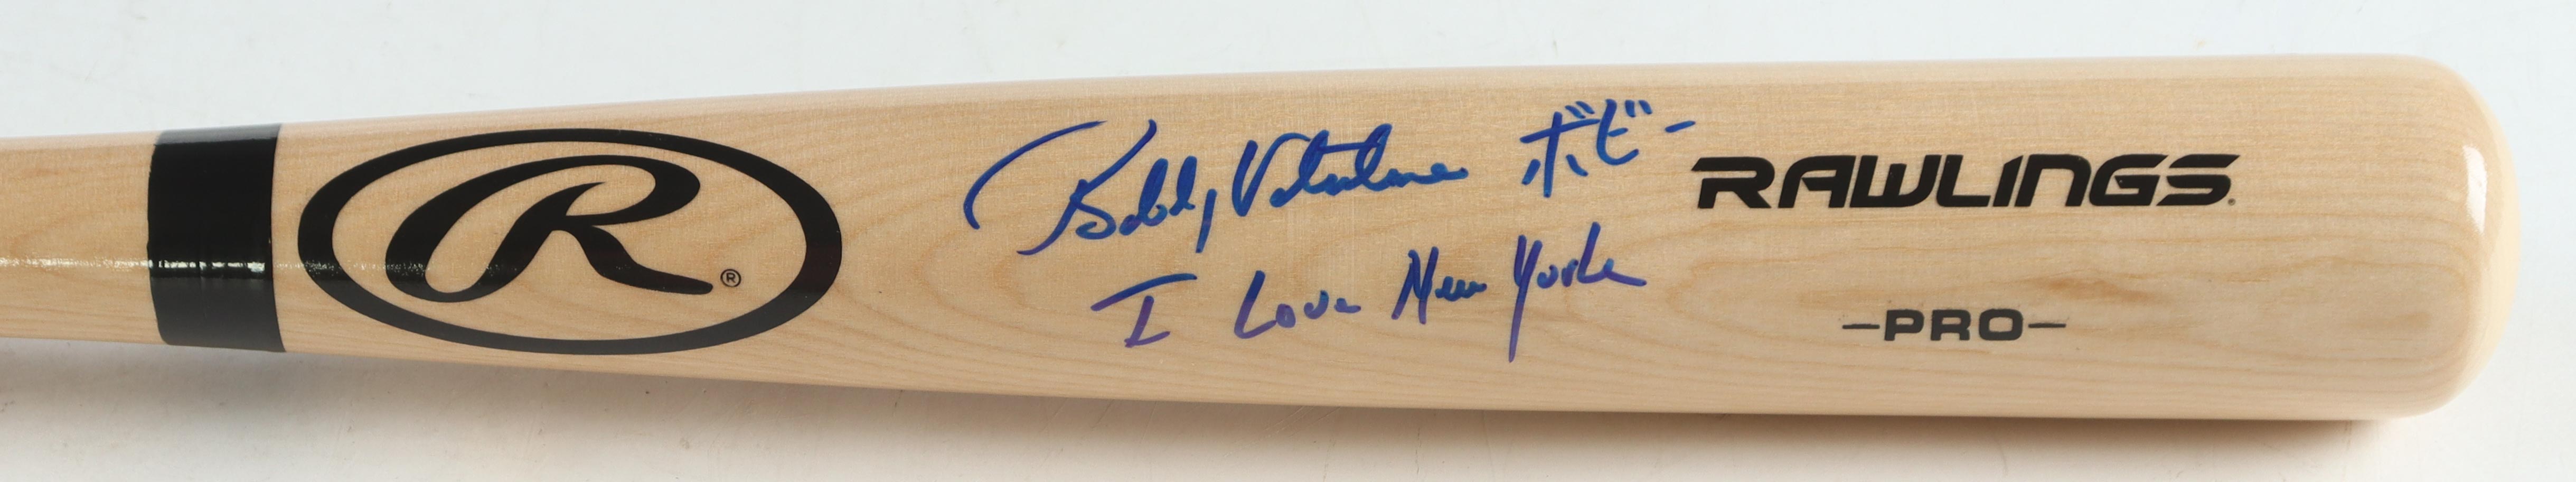 R
®
Bobby Valentine ボビー
I Love New York
RAWLINGS
-PRO-